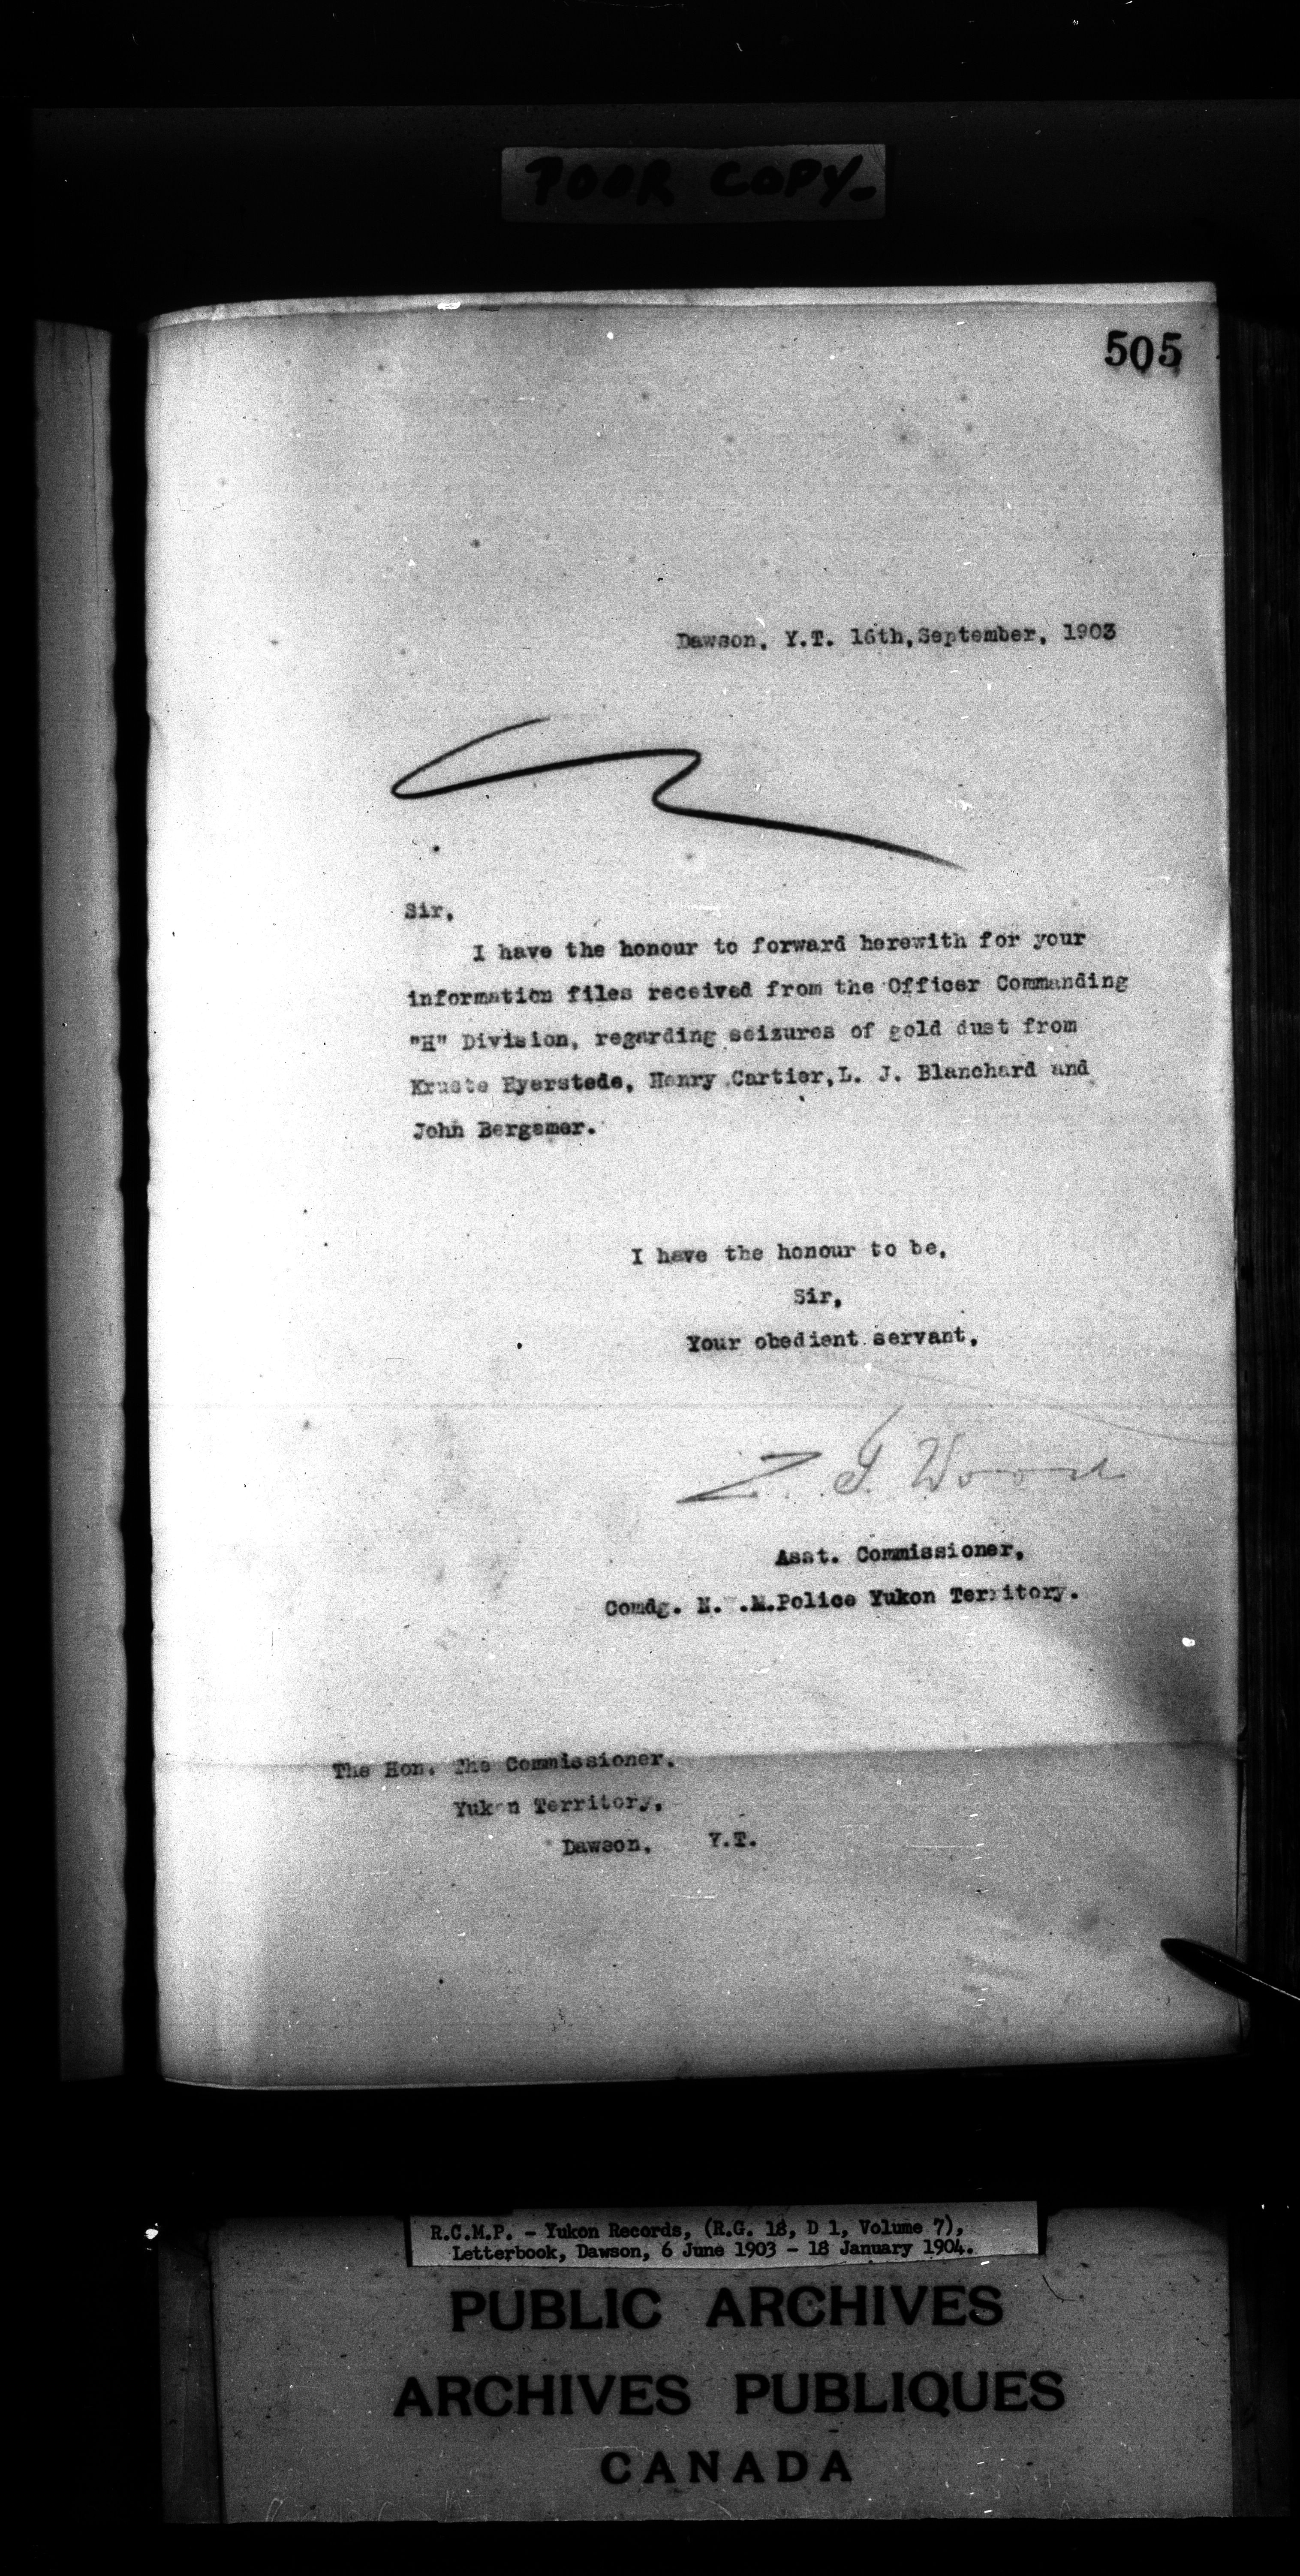 POOR COPY-
505
Dawson, Y.T. 16th, September, 1903
Sir,
I have the honour to forward herewith for your
information files received from the Officer Commanding
"H" Division, regarding seizures of gold dust from
Henry Cartier, L. J. Blanchard and
John Bergamer.
I have the honour to be,
Sir,
Your obedient servant,
Z. T. Wood
Asst. Commissioner,
Comdg. N. .M.Police Yukon Territory.
The Hon. The Commissioner,
Yukon Territory,
Dawson, Y.T.
R.C.M.P. - Yukon Records, (R.G. 18, D 1, Volume 7),
Letterbook, Dawson, 6 June 1903 - 18 January 1904.
PUBLIC ARCHIVES
ARCHIVES PUBLIQUES
CANADA